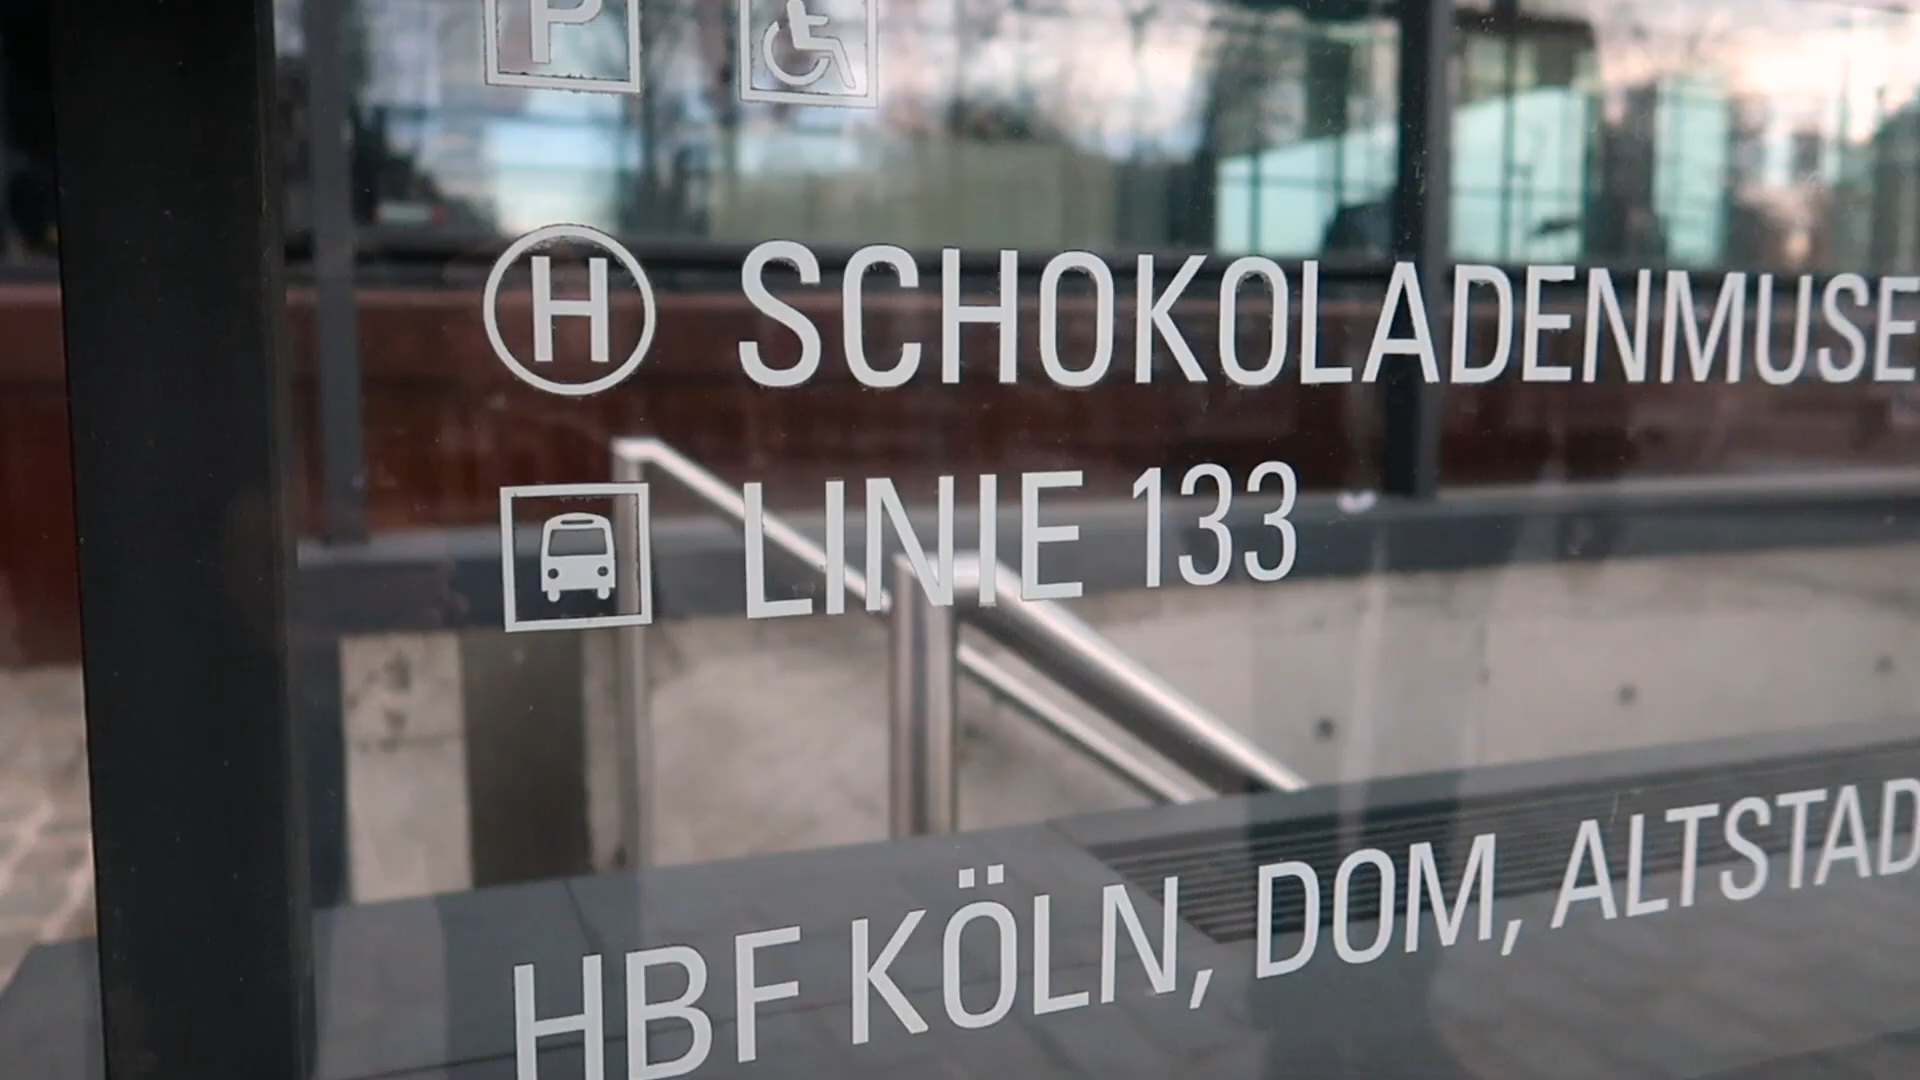 P
H SCHOKOLADENMUSE
LINIE 133
HBF KÖLN, DOM, ALTSTAD